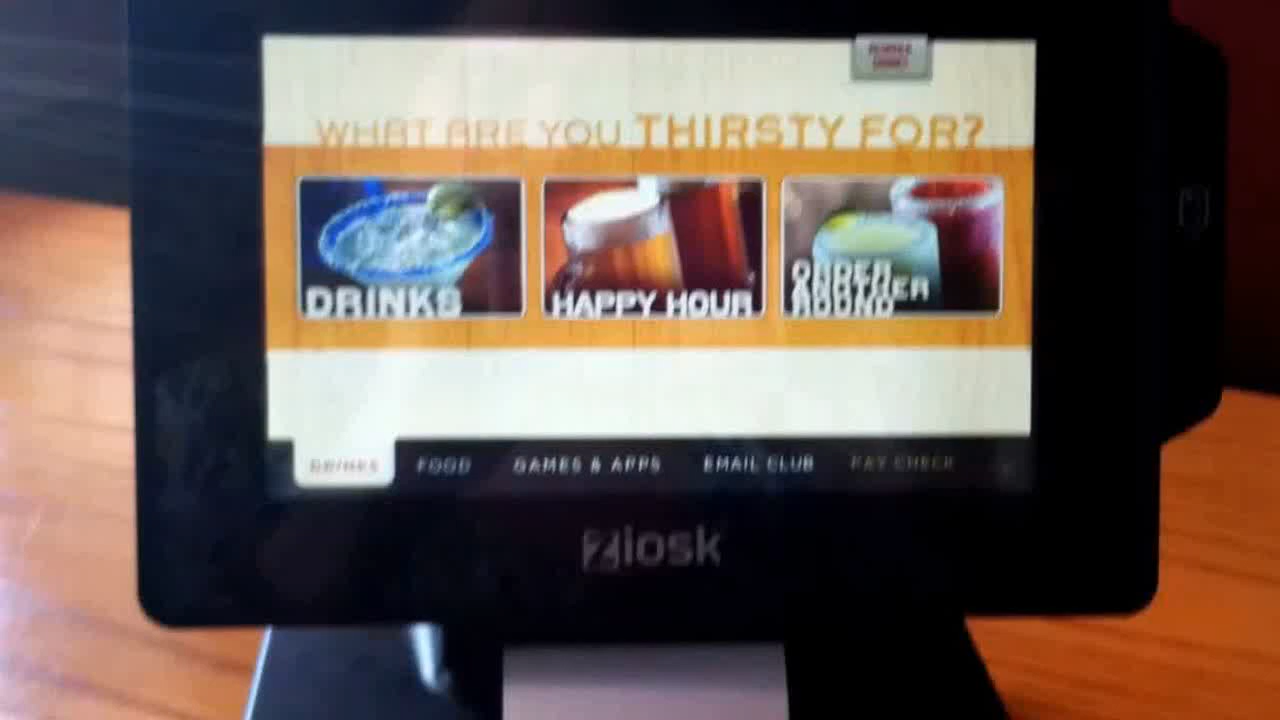 WHAT ARE YOU THIRSTY FOR?
DRINKS
HAPPY HOUR
ORDER
ANOTHER
ROUND
DRINKS FOOD GAMES & APPS EMAIL CLUB PAY CHECK
Ziosk